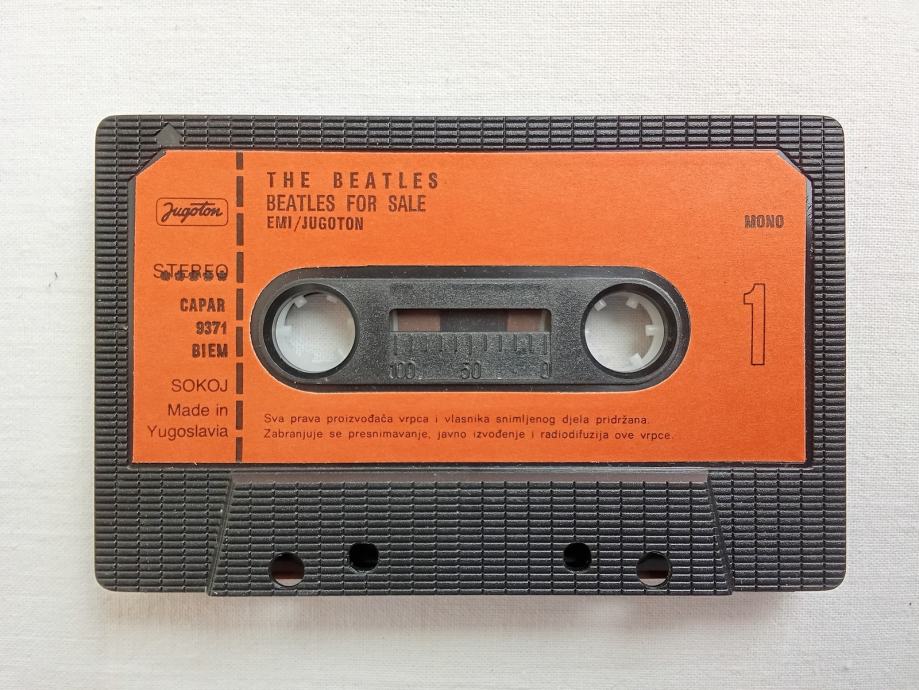 THE BEATLES
BEATLES FOR SALE
EMI/JUGOTON
Jugoton
MONO
STEREO
CAPAR
9371
BIEM
1
100 50 0
SOKOJ
Made in
Yugoslavia
Sva prava proizvođača vrpca i vlasnika snimljenog djela pridržana.
Zabranjuje se presnimavanje, javno izvođenje i radiodifuzija ove vrpce.